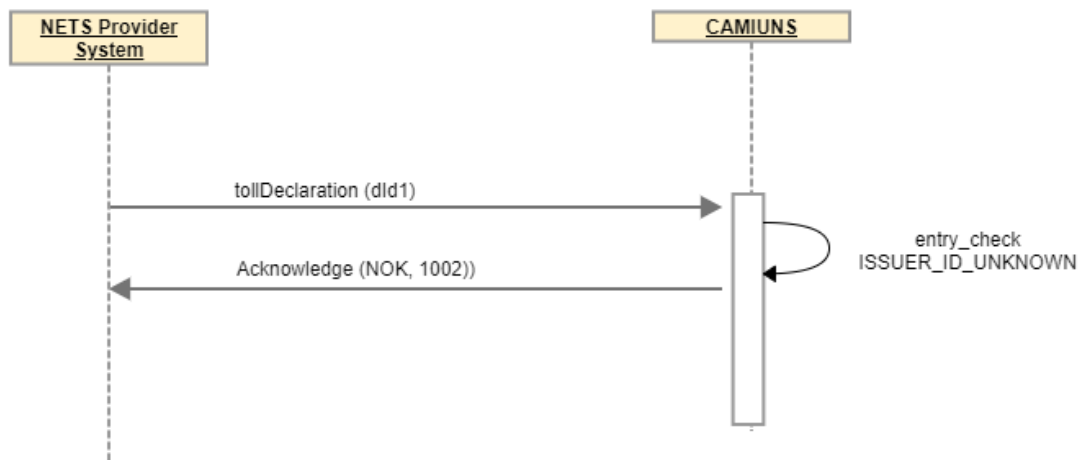 NETS Provider
System
CAMIUNS
tollDeclaration (dId1)
entry_check
ISSUER_ID_UNKNOWN
Acknowledge (NOK, 1002))